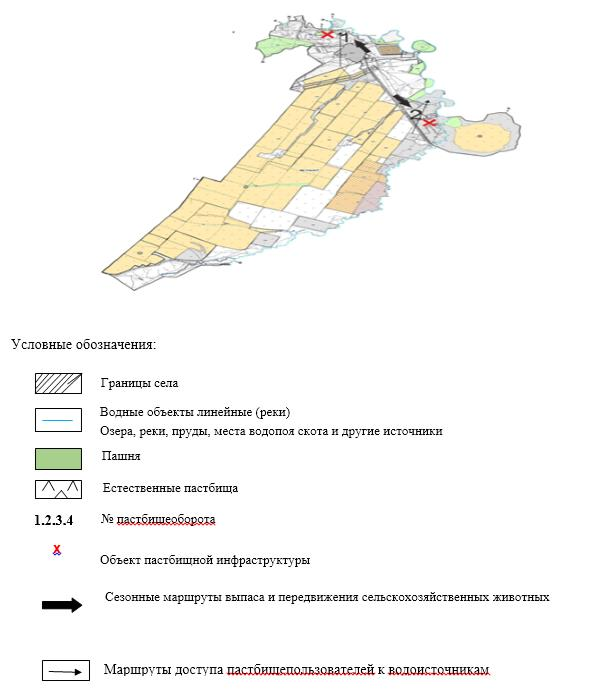 1
2
Условные обозначения:
Границы села
Водные объекты линейные (реки)
Озера, реки, пруды, места водопоя скота и другие источники
Пашня
Естественные пастбища
1.2.3.4 № пастбищеоборота
X Объект пастбищной инфраструктуры
Сезонные маршруты выпаса и передвижения сельскохозяйственных животных
Маршруты доступа пастбищепользователей к водоисточникам